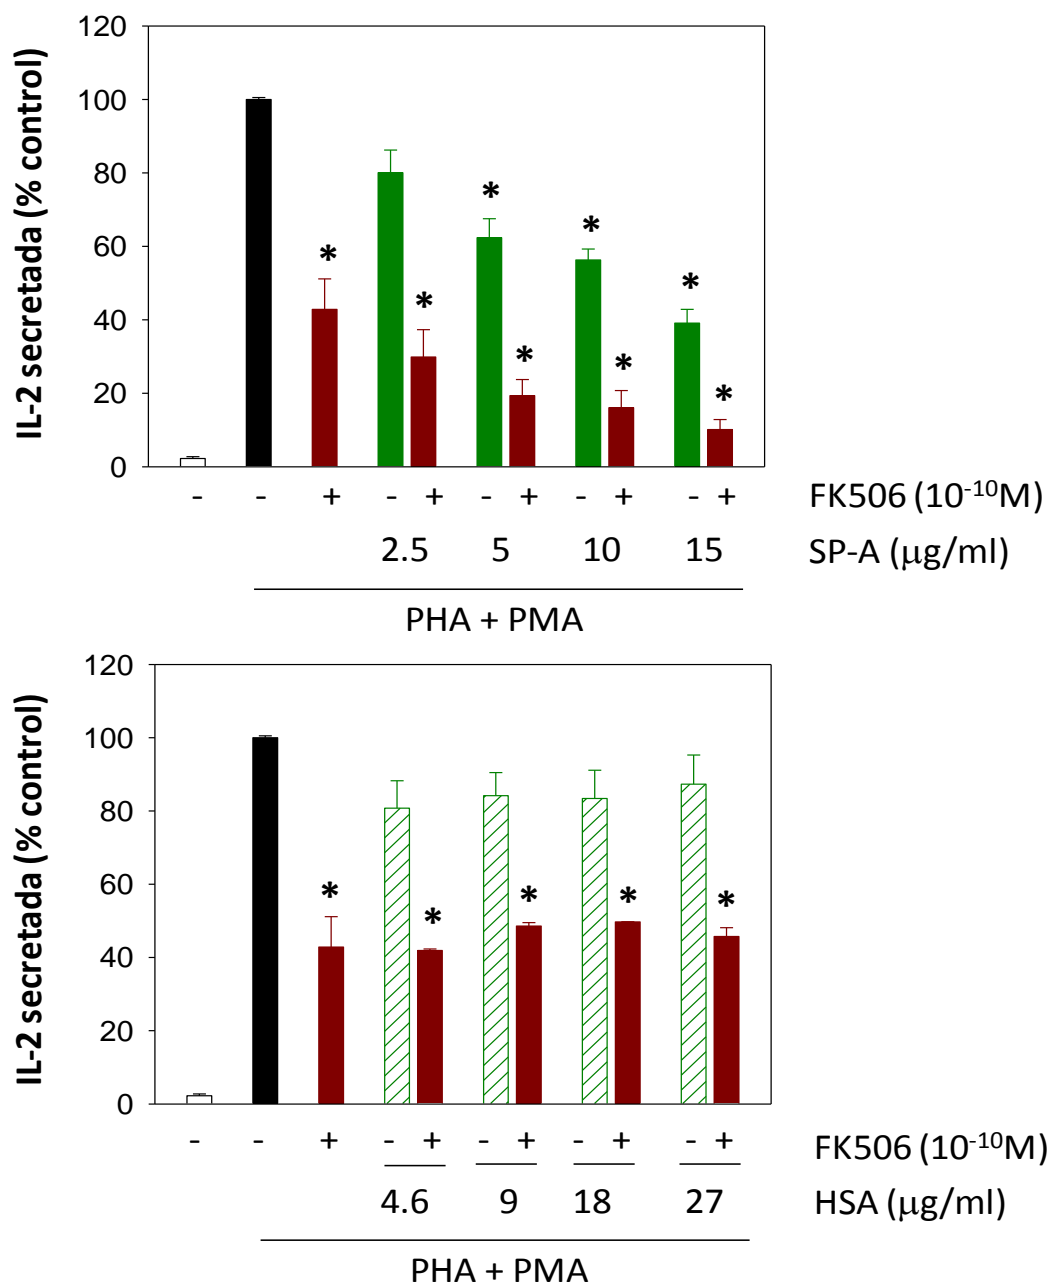 120
100
80
60
40
20
0
IL-2 secretada (% control)
* * * * * * * *
- - + - + - + - + - + FK506 (10⁻¹⁰M)
2.5 5 10 15 SP-A (μg/ml)
PHA + PMA
120
100
80
60
40
20
0
IL-2 secretada (% control)
* * * * *
- - + - + - + - + - + FK506 (10⁻¹⁰M)
4.6 9 18 27 HSA (μg/ml)
PHA + PMA